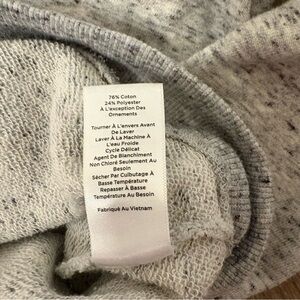 76% Coton
24% Polyester
À L'exception Des
Ornements
Tourner À L'envers Avant
De Laver
Laver À La Machine À
L'eau Froide
Cycle Délicat
Agent De Blanchiment
Non Chloré Seulement Au
Besoin
Sécher Par Culbutage À
Basse Température
Repasser À Basse
Température Au Besoin
Fabriqué Au Vietnam